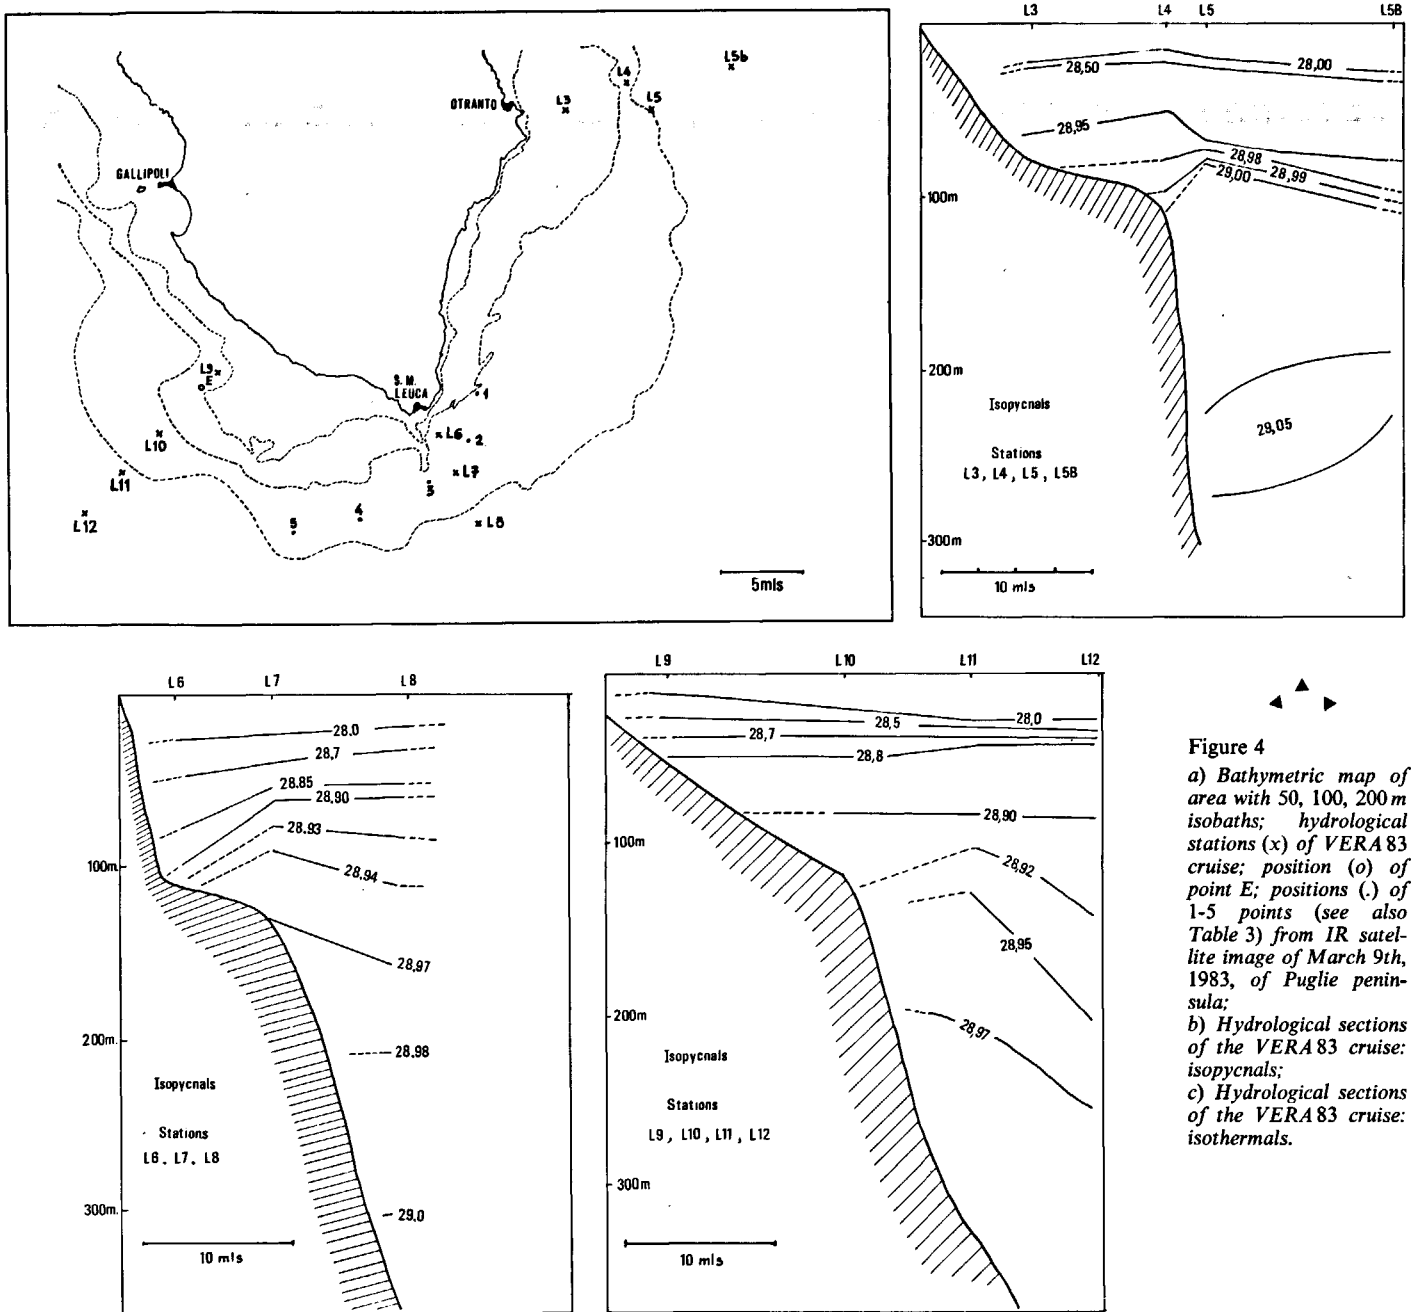 OTRANTO
L3
L4
L5
L5b
GALLIPOLI
L9
E
S. M.
LEUCA
1
L6
2
L7
3
L8
4
5
L10
L11
L12
5mls
L3 L4 L5 L5B
28,50
28,00
28,95
28,98
28,99
29,00
100m
200m
29,05
300m
Isopycnals
Stations
L3, L4, L5, L5B
10 mls
L6 L7 L8
28.0
28,7
28.85
28,90
28.93
28,94
100m.
28,97
200m.
28,98
300m.
29.0
Isopycnals
Stations
L6, L7, L8
10 mls
L9 L10 L11 L12
28,0
28,5
28,7
28,8
28,90
100m
28,92
28,95
200m
28,97
300m
Isopycnals
Stations
L9, L10, L11, L12
10 mls
Figure 4
a) Bathymetric map of
area with 50, 100, 200 m
isobaths; hydrological
stations (x) of VERA 83
cruise; position (o) of
point E; positions (.) of
1-5 points (see also
Table 3) from IR satel-
lite image of March 9th,
1983, of Puglie penin-
sula;
b) Hydrological sections
of the VERA 83 cruise:
isopycnals;
c) Hydrological sections
of the VERA 83 cruise:
isothermals.